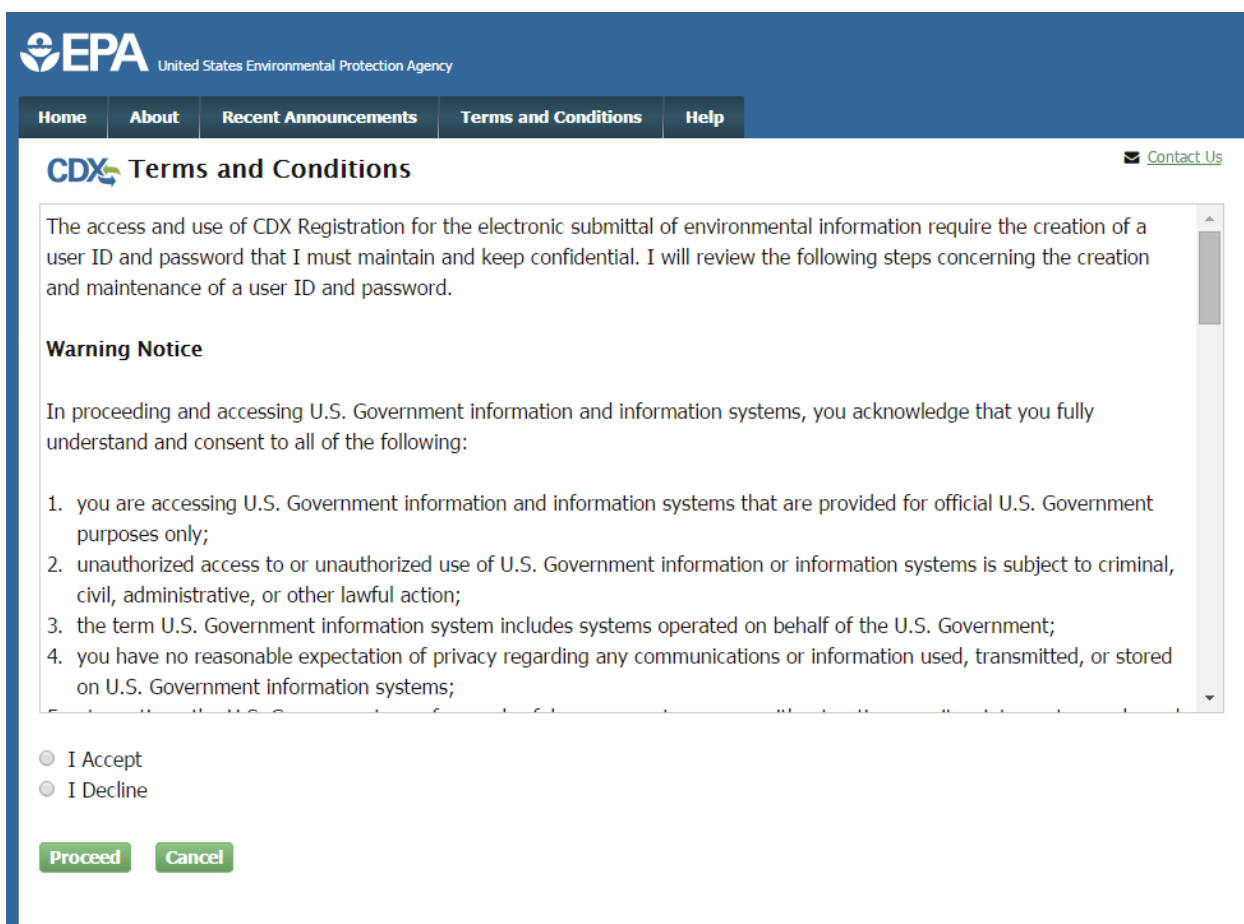 EPA United States Environmental Protection Agency
Home About Recent Announcements Terms and Conditions Help
CDX Terms and Conditions
Contact Us
The access and use of CDX Registration for the electronic submittal of environmental information require the creation of a
user ID and password that I must maintain and keep confidential. I will review the following steps concerning the creation
and maintenance of a user ID and password.
Warning Notice
In proceeding and accessing U.S. Government information and information systems, you acknowledge that you fully
understand and consent to all of the following:
1. you are accessing U.S. Government information and information systems that are provided for official U.S. Government
purposes only;
2. unauthorized access to or unauthorized use of U.S. Government information or information systems is subject to criminal,
civil, administrative, or other lawful action;
3. the term U.S. Government information system includes systems operated on behalf of the U.S. Government;
4. you have no reasonable expectation of privacy regarding any communications or information used, transmitted, or stored
on U.S. Government information systems;
I Accept
I Decline
Proceed Cancel